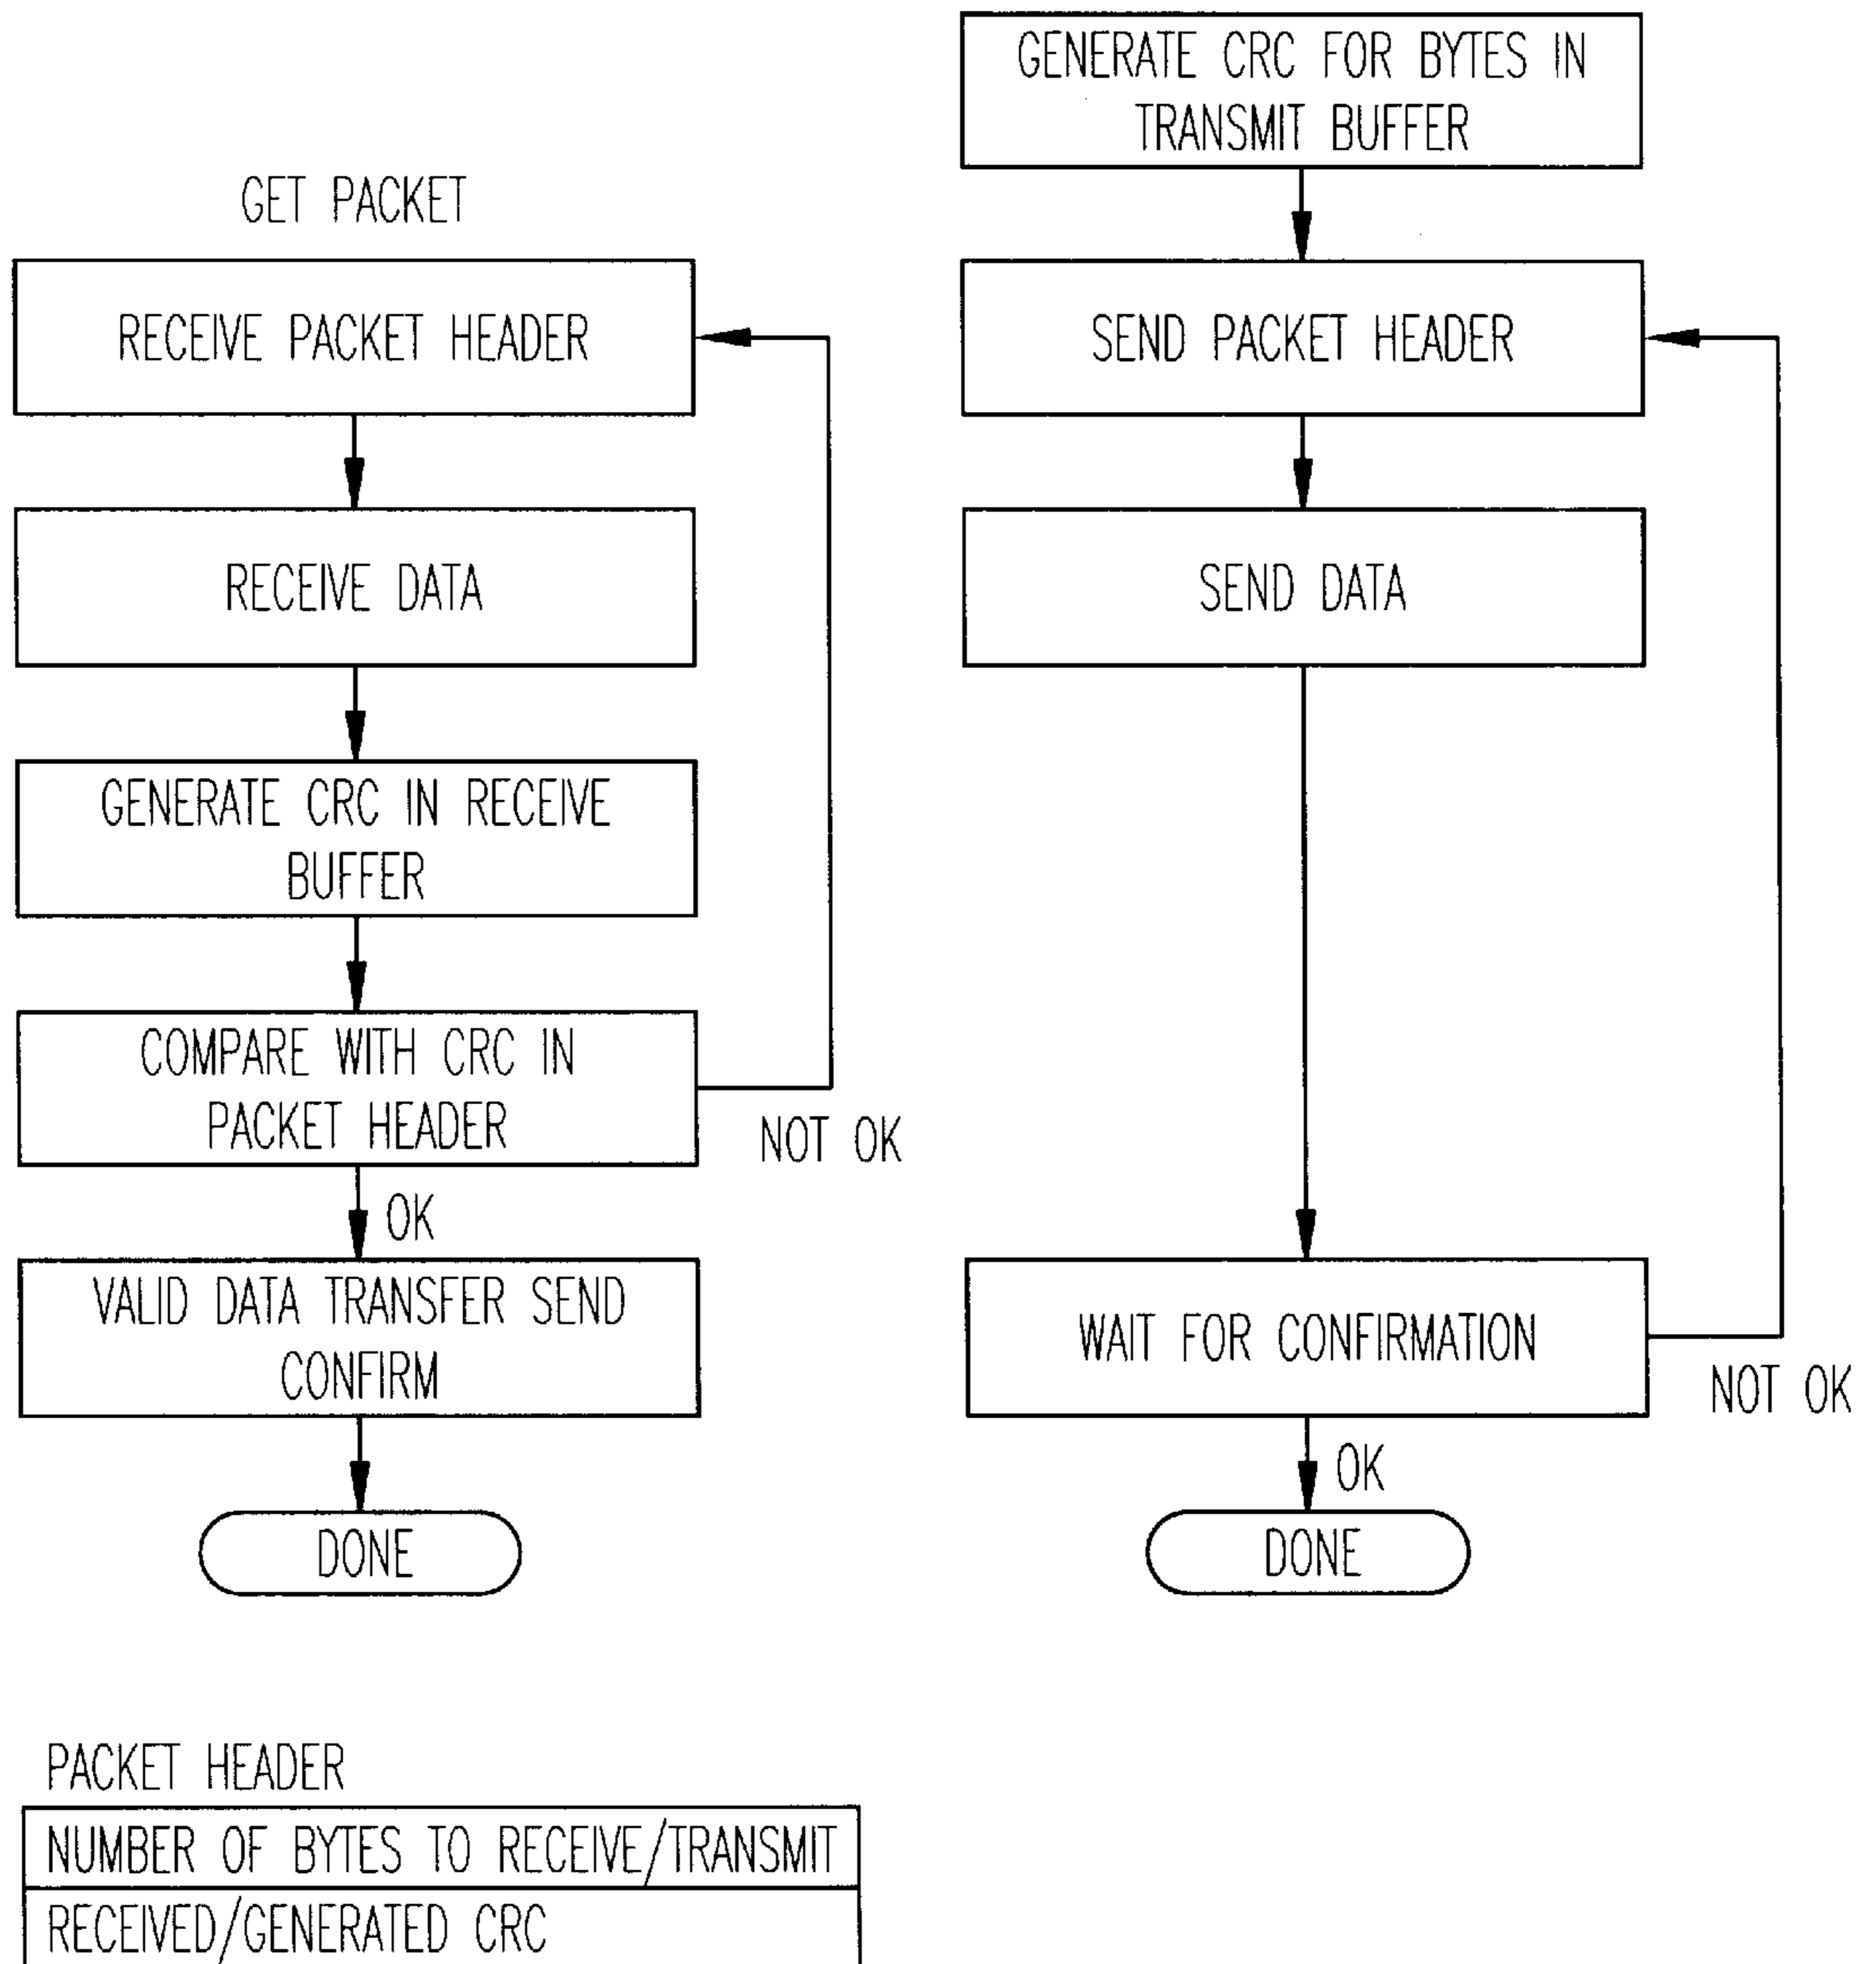 GET PACKET
RECEIVE PACKET HEADER
RECEIVE DATA
GENERATE CRC IN RECEIVE
BUFFER
COMPARE WITH CRC IN
PACKET HEADER
NOT OK
OK
VALID DATA TRANSFER SEND
CONFIRM
DONE
GENERATE CRC FOR BYTES IN
TRANSMIT BUFFER
SEND PACKET HEADER
SEND DATA
WAIT FOR CONFIRMATION
NOT OK
OK
DONE
PACKET HEADER
NUMBER OF BYTES TO RECEIVE/TRANSMIT
RECEIVED/GENERATED CRC